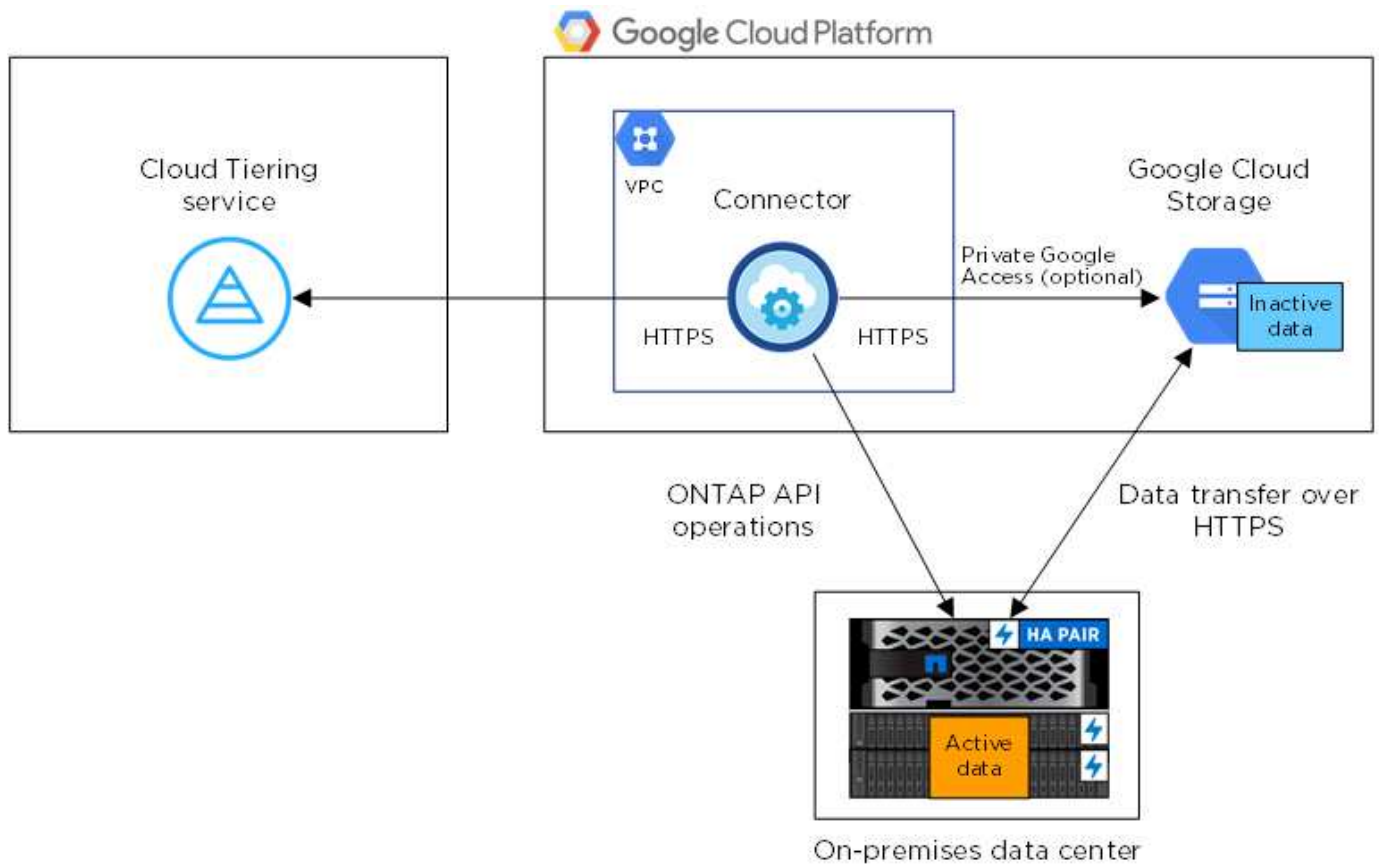 Google Cloud Platform
Cloud Tiering
service
VPC
Connector
HTTPS
HTTPS
Private Google
Access (optional)
Google Cloud
Storage
Inactive
data
ONTAP API
operations
Data transfer over
HTTPS
HA PAIR
Active
data
On-premises data center